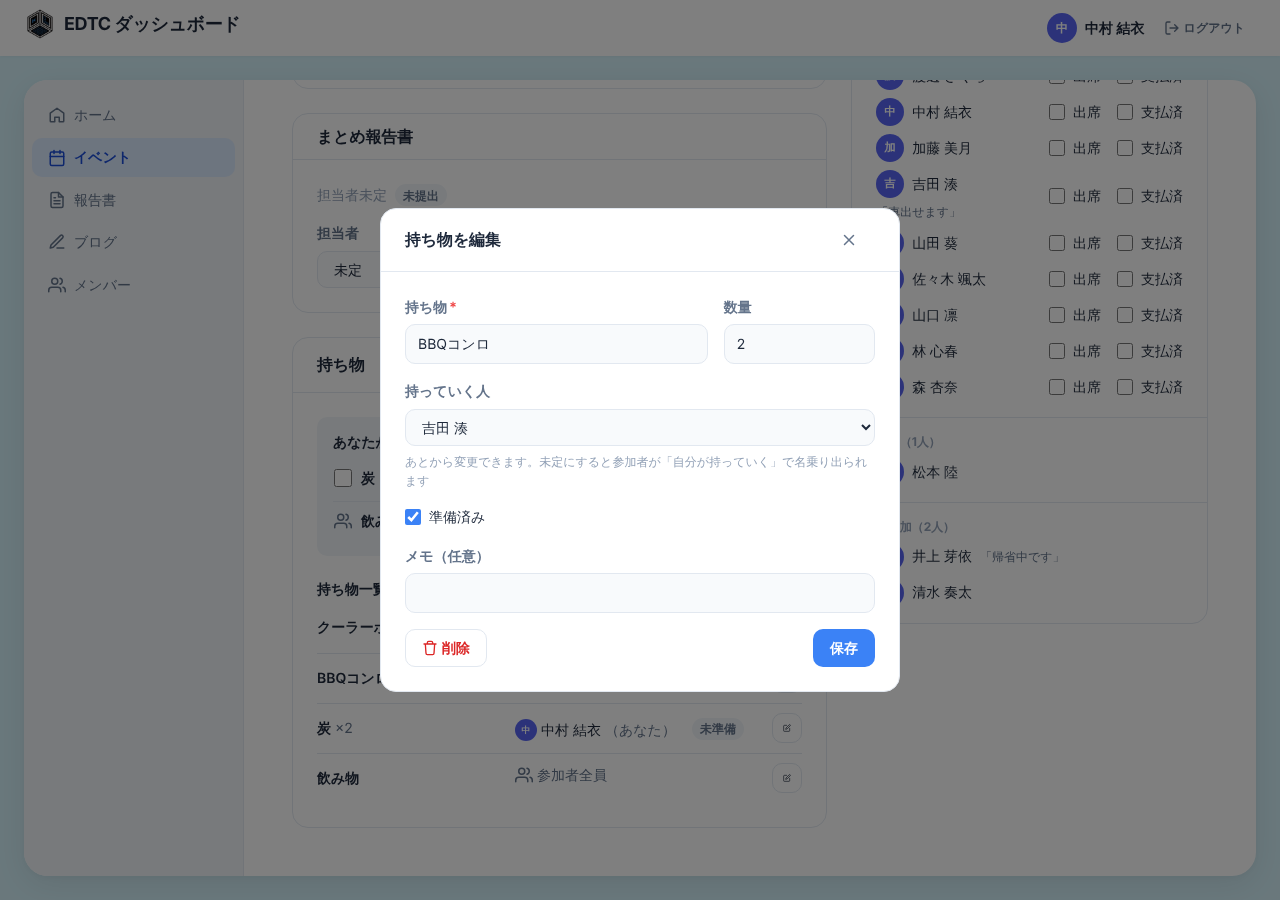 EDTC ダッシュボード
中 中村 結衣 ログアウト
ホーム
イベント
報告書
ブログ
メンバー
まとめ報告書
担当者未定 未提出
担当者
未定
持ち物
炭
持ち物一覧
BBQコンロ
炭 ×2 中 中村 結衣 （あなた） 未準備
飲み物 参加者全員
中 中村 結衣 出席 支払済
加 加藤 美月 出席 支払済
吉 吉田 湊 出席 支払済
山田 葵 出席 支払済
佐々木 颯太 出席 支払済
山口 凛 出席 支払済
林 心春 出席 支払済
森 杏奈 出席 支払済
（1人）
松本 陸
加（2人）
井上 芽依 「帰省中です」
清水 奏太
持ち物を編集
持ち物* 数量
BBQコンロ 2
持っていく人
吉田 湊
あとから変更できます。未定にすると参加者が「自分が持っていく」で名乗り出られ
ます
準備済み
メモ（任意）
削除 保存